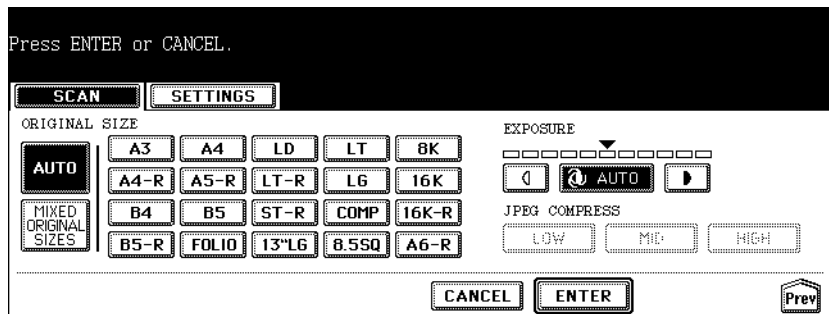 Press ENTER or CANCEL.
SCAN SETTINGS
ORIGINAL SIZE
AUTO
MIXED
ORIGINAL
SIZES
A3 A4 LD LT 8K
A4-R A5-R LT-R LG 16K
B4 B5 ST-R COMP 16K-R
B5-R FOLIO 13"LG 8.5SQ A6-R
EXPOSURE
AUTO
JPEG COMPRESS
LOW MID HIGH
CANCEL ENTER Prev